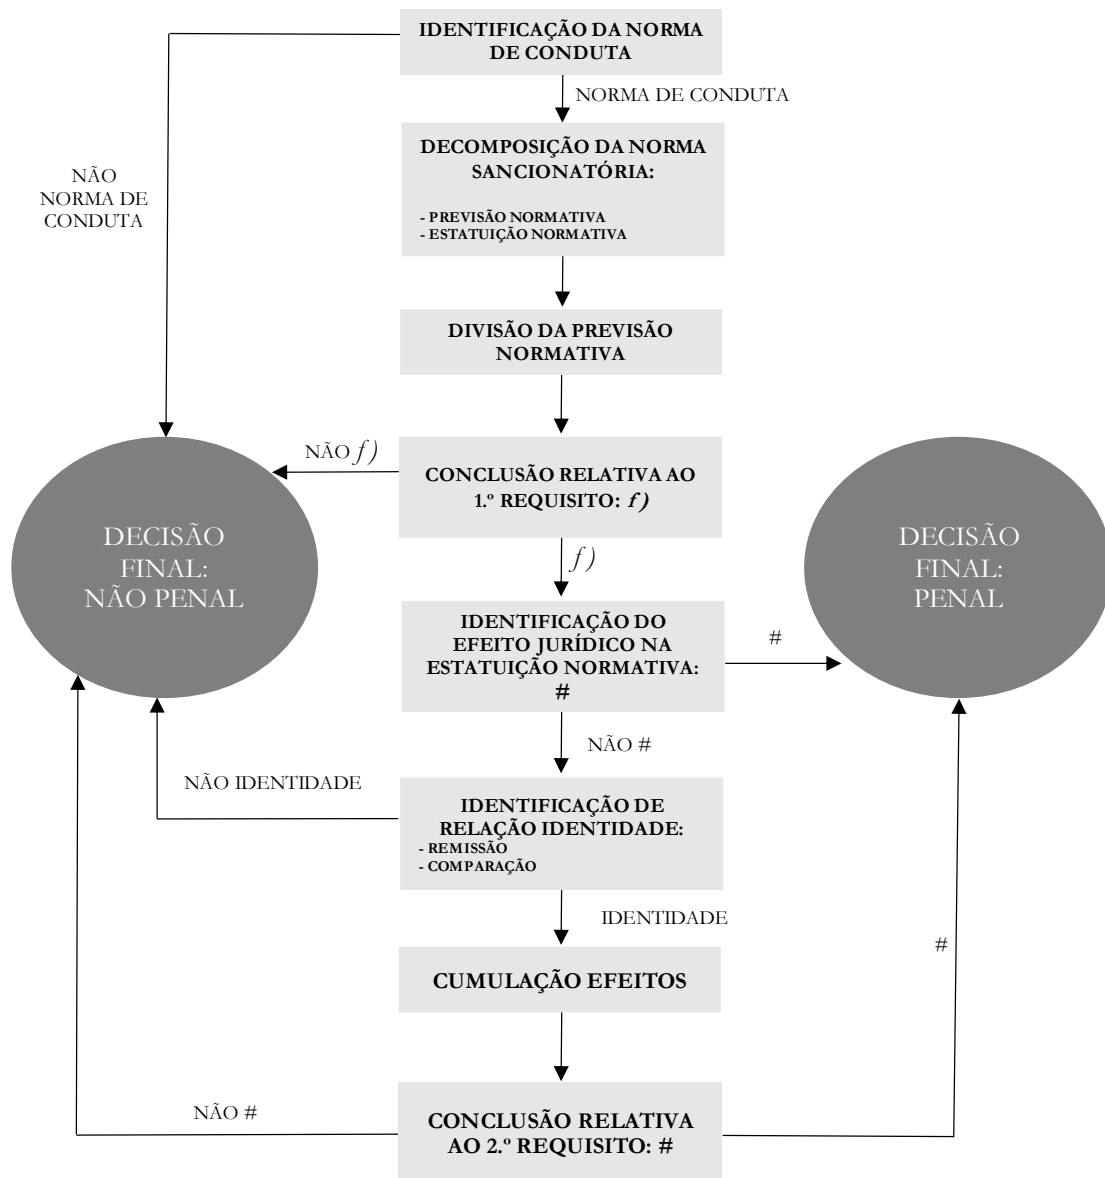 IDENTIFICAÇÃO DA NORMA
DE CONDUTA
NORMA DE CONDUTA
NÃO
NORMA DE
CONDUTA
DECOMPOSIÇÃO DA NORMA
SANCIONATÓRIA:
- PREVISÃO NORMATIVA
- ESTATUIÇÃO NORMATIVA
DIVISÃO DA PREVISÃO
NORMATIVA
NÃO f)
CONCLUSÃO RELATIVA AO
1.º REQUISITO: f)
DECISÃO
FINAL:
NÃO PENAL
DECISÃO
FINAL:
PENAL
f)
IDENTIFICAÇÃO DO
EFEITO JURÍDICO NA
ESTATUIÇÃO NORMATIVA:
#
#
NÃO #
NÃO IDENTIDADE
IDENTIFICAÇÃO DE
RELAÇÃO IDENTIDADE:
- REMISSÃO
- COMPARAÇÃO
IDENTIDADE
#
CUMULAÇÃO EFEITOS
NÃO #
CONCLUSÃO RELATIVA
AO 2.º REQUISITO: #